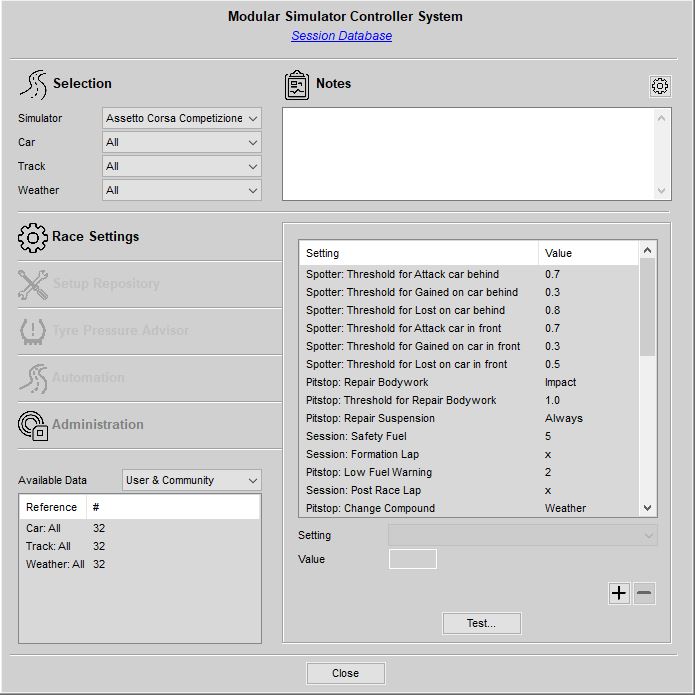 Modular Simulator Controller System
Session Database
Selection
Notes
Simulator Assetto Corsa Competizione
Car All
Track All
Weather All
Race Settings
Setup Repository
Tyre Pressure Advisor
Automation
Administration
Available Data User & Community
Reference #
Car: All 32
Track: All 32
Weather: All 32
Setting Value
Spotter: Threshold for Attack car behind 0.7
Spotter: Threshold for Gained on car behind 0.3
Spotter: Threshold for Lost on car behind 0.8
Spotter: Threshold for Attack car in front 0.7
Spotter: Threshold for Gained on car in front 0.3
Spotter: Threshold for Lost on car in front 0.5
Pitstop: Repair Bodywork Impact
Pitstop: Threshold for Repair Bodywork 1.0
Pitstop: Repair Suspension Always
Session: Safety Fuel 5
Session: Formation Lap x
Pitstop: Low Fuel Warning 2
Session: Post Race Lap x
Pitstop: Change Compound Weather
Setting
Value
Test...
Close